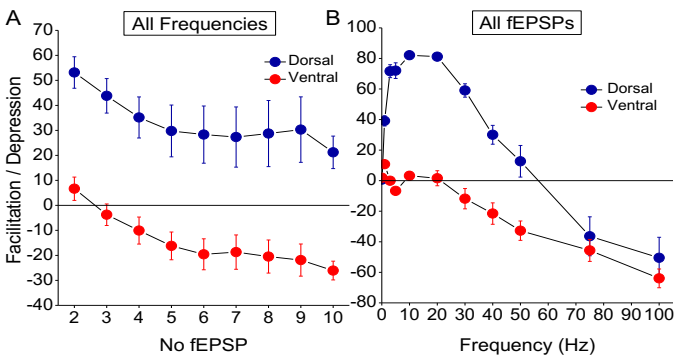 A
All Frequencies
B
All fEPSPs
Facilitation / Depression
70
60
50
40
30
20
10
0
-10
-20
-30
-40
Dorsal
Ventral
2 3 4 5 6 7 8 9 10
No fEPSP
100
80
60
40
20
0
-20
-40
-60
-80
Dorsal
Ventral
0 10 20 30 40 50 60 70 80 90 100
Frequency (Hz)